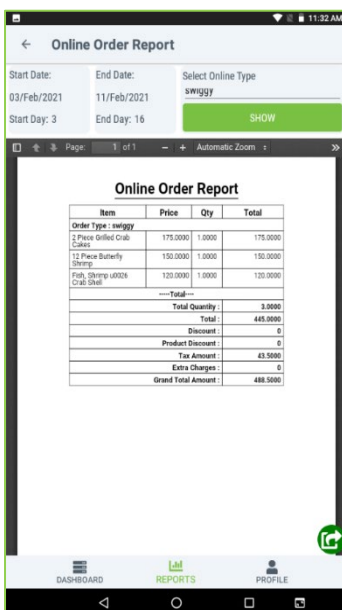 11:32 AM
Online Order Report
Start Date: End Date: Select Online Type
03/Feb/2021 11/Feb/2021 swiggy
Start Day: 3 End Day: 16 SHOW
Page: 1 of 1 − + Automatic Zoom
Online Order Report
Item Price Qty Total
Order Type : swiggy
2 Piece Grilled Crab Cakes 175.0000 1.0000 175.0000
12 Piece Butterfly Shrimp 150.0000 1.0000 150.0000
Fish, Shrimp u0026 Crab Shell 120.0000 1.0000 120.0000
-----Total----
Total Quantity : 3.0000
Total : 445.0000
Discount : 0
Product Discount : 0
Tax Amount : 43.5000
Extra Charges : 0
Grand Total Amount : 488.5000
DASHBOARD REPORTS PROFILE